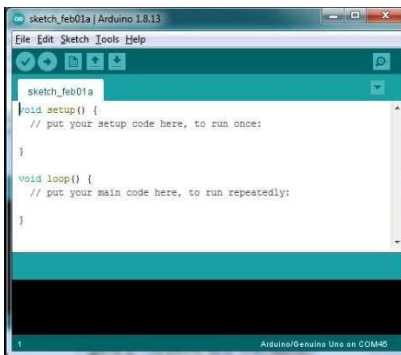 sketch_feb01a | Arduino 1.8.13
File Edit Sketch Tools Help
sketch_feb01a
void setup() {
// put your setup code here, to run once:
}
void loop() {
// put your main code here, to run repeatedly:
}
1 Arduino/Genuino Uno on COM46